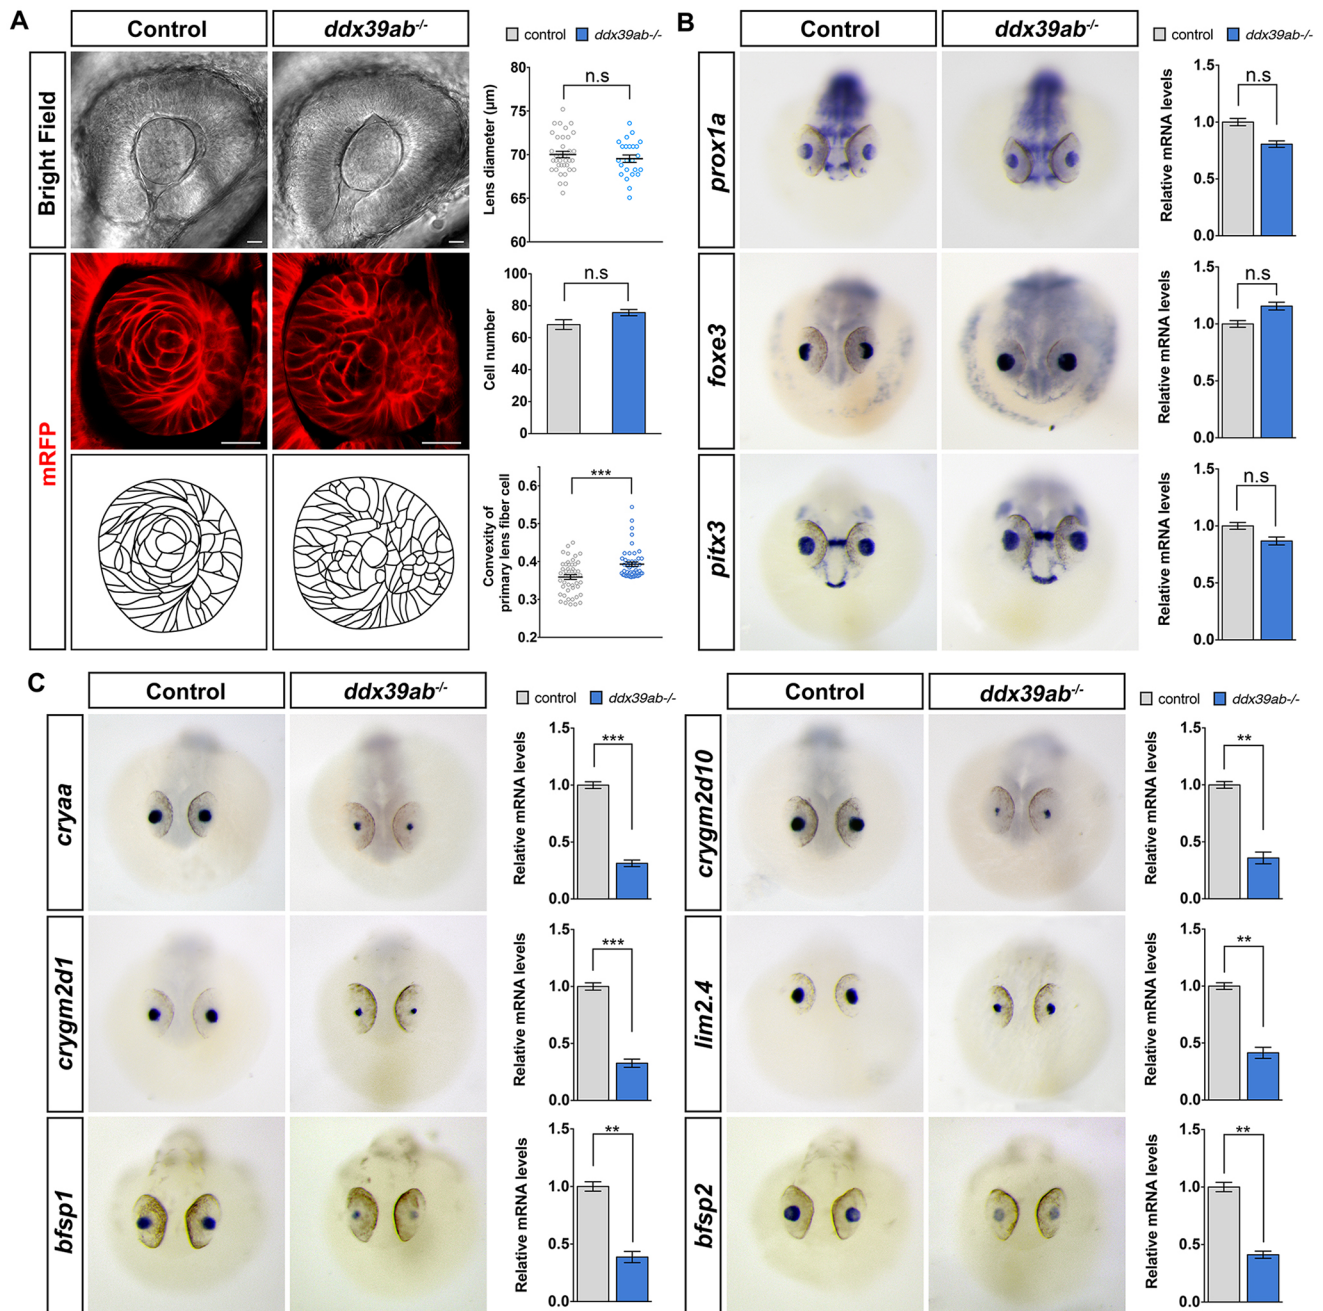 A
Control
ddx39ab-/-
control ddx39ab-/-
Bright Field
Lens diameter (μm)
80
75
70
65
60
n.s
mRFP
Cell number
100
80
60
40
20
0
n.s
Convexity of
primary lens fiber cell
0.6
0.5
0.4
0.3
0.2
***
B
Control
ddx39ab-/-
control ddx39ab-/-
prox1a
Relative mRNA levels
1.5
1.0
0.5
0.0
n.s
foxe3
Relative mRNA levels
1.5
1.0
0.5
0.0
n.s
pitx3
Relative mRNA levels
1.5
1.0
0.5
0.0
n.s
C
Control
ddx39ab-/-
control ddx39ab-/-
cryaa
Relative mRNA levels
1.5
1.0
0.5
0.0
***
crygm2d1
Relative mRNA levels
1.5
1.0
0.5
0.0
***
bfsp1
Relative mRNA levels
1.5
1.0
0.5
0.0
**
Control
ddx39ab-/-
control ddx39ab-/-
crygm2d10
Relative mRNA levels
1.5
1.0
0.5
0.0
**
lim2.4
Relative mRNA levels
1.5
1.0
0.5
0.0
**
bfsp2
Relative mRNA levels
1.5
1.0
0.5
0.0
**